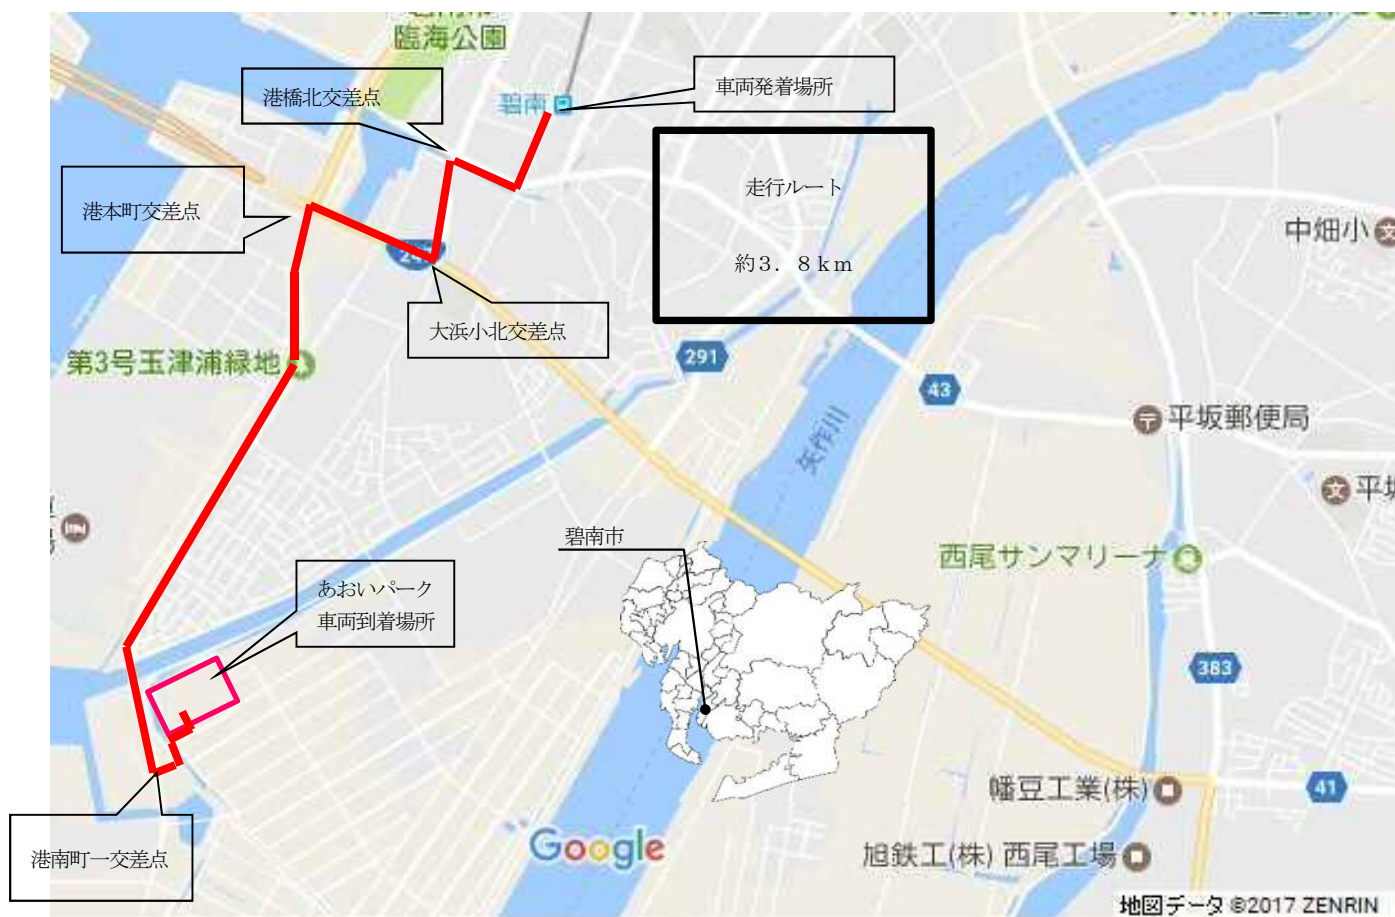 臨海公園
港橋北交差点
碧南
車両発着場所
走行ルート
約3．8km
港本町交差点
中畑小
大浜小北交差点
第3号玉津浦緑地
291
43
平坂郵便局
矢作川
碧南市
西尾サンマリーナ
あおいパーク
車両到着場所
383
幡豆工業(株)
41
Google
旭鉄工(株) 西尾工場
港南町一交差点
地図データ ©2017 ZENRIN